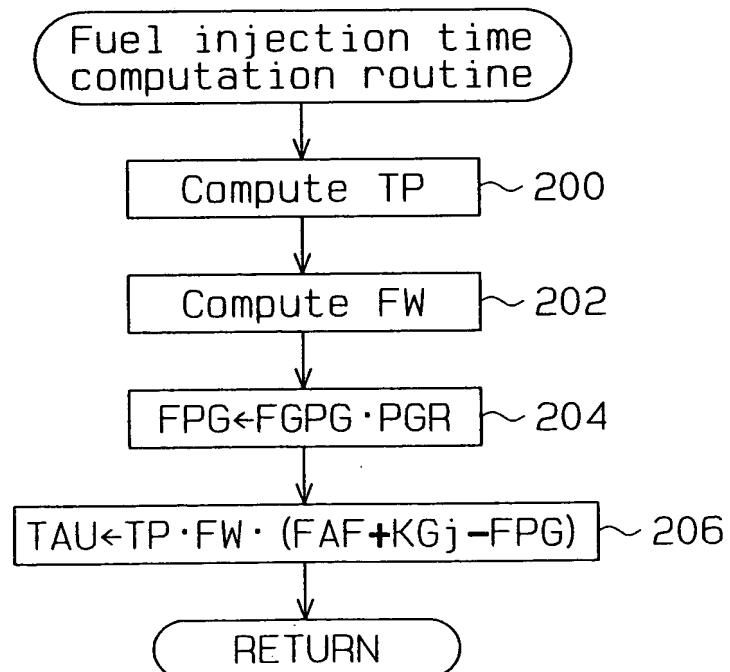 Fuel injection time
computation routine
Compute TP
200
Compute FW
202
FPG←FGPG·PGR
204
TAU←TP·FW·(FAF+KGj−FPG)
206
RETURN